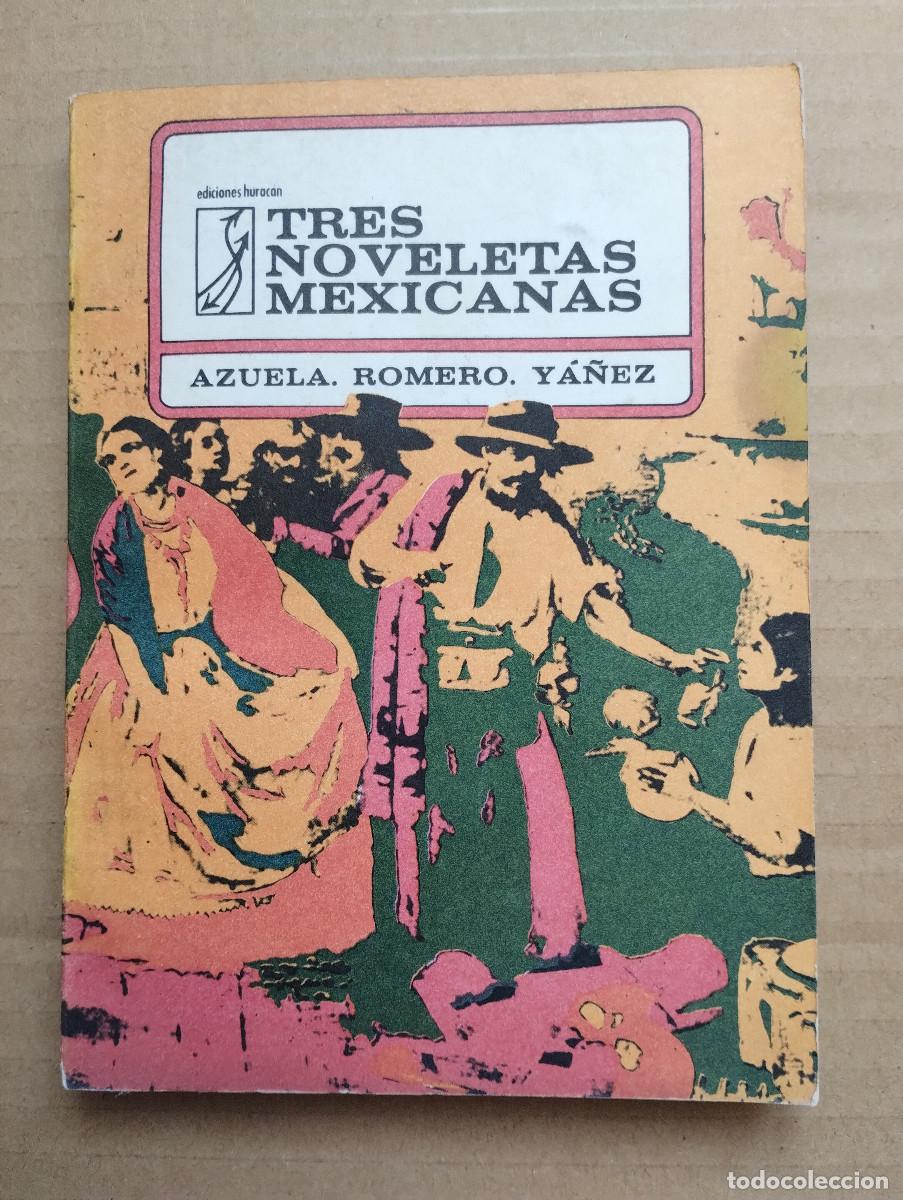 ediciones huracán
TRES
NOVELETAS
MEXICANAS
AZUELA. ROMERO. YÁÑEZ
todocoleccion